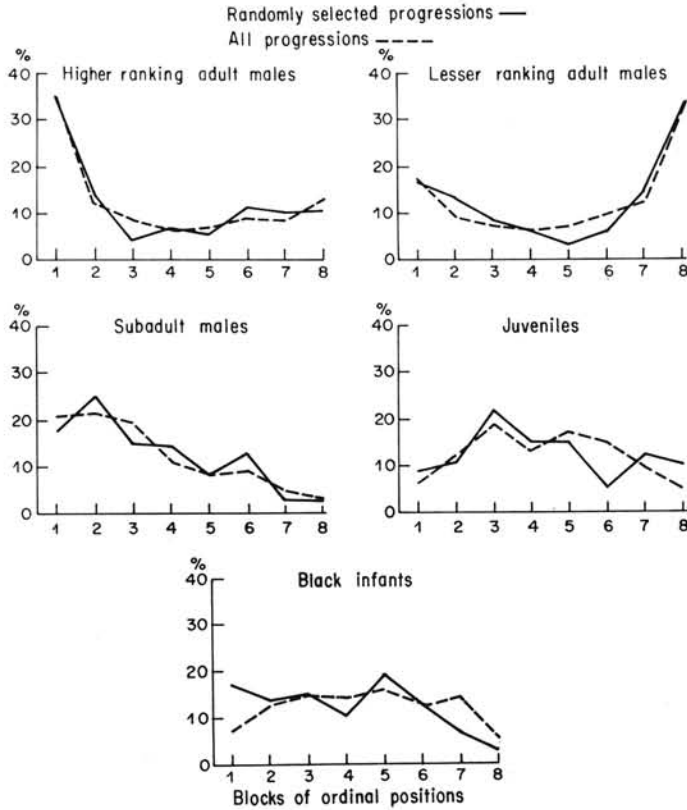 Randomly selected progressions
All progressions
%
Higher ranking adult males
40
30
20
10
0
1 2 3 4 5 6 7 8
%
Lesser ranking adult males
40
30
20
10
0
1 2 3 4 5 6 7 8
%
Subadult males
40
30
20
10
0
1 2 3 4 5 6 7 8
%
Juveniles
40
30
20
10
0
1 2 3 4 5 6 7 8
%
Black infants
40
30
20
10
0
1 2 3 4 5 6 7 8
Blocks of ordinal positions